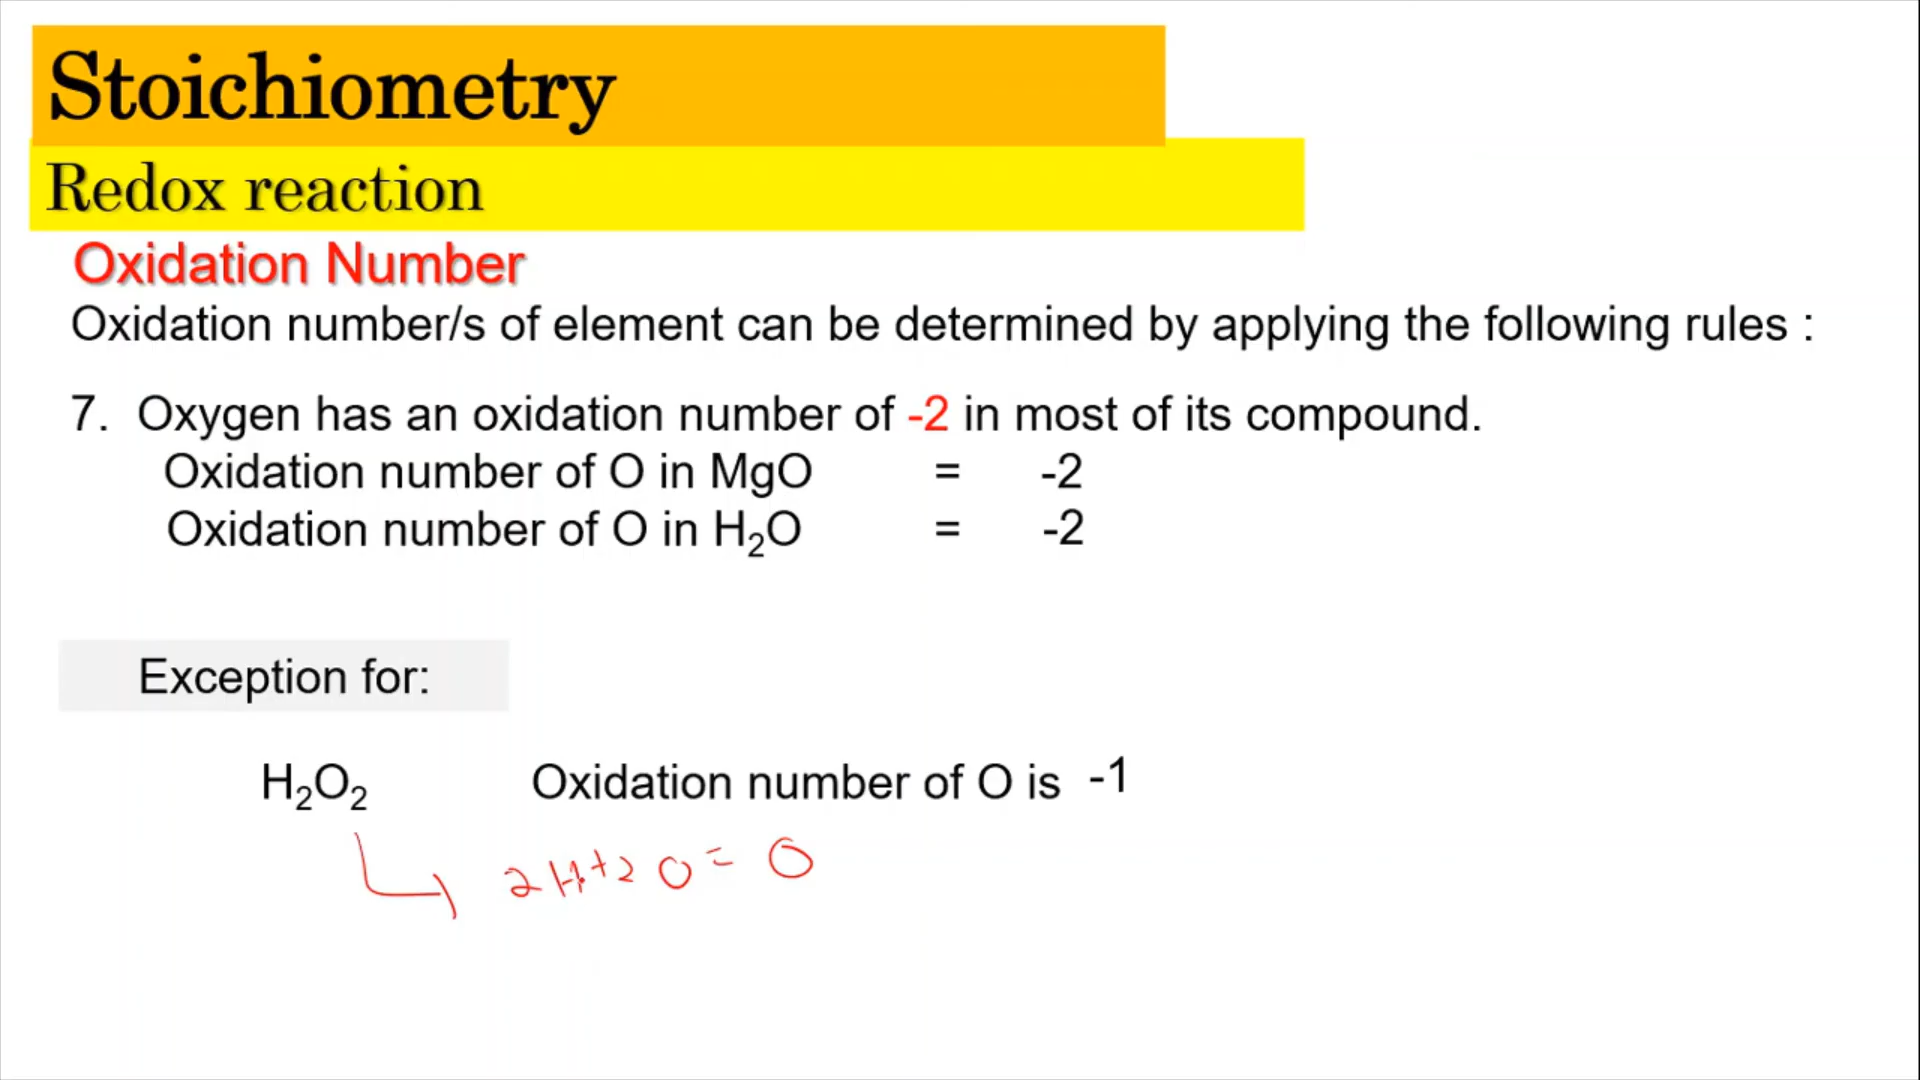 Stoichiometry
Redox reaction
Oxidation Number
Oxidation number/s of element can be determined by applying the following rules :
7. Oxygen has an oxidation number of -2 in most of its compound.
Oxidation number of O in MgO = -2
Oxidation number of O in H₂O = -2
Exception for:
H₂O₂ Oxidation number of O is -1
2H+2O=0